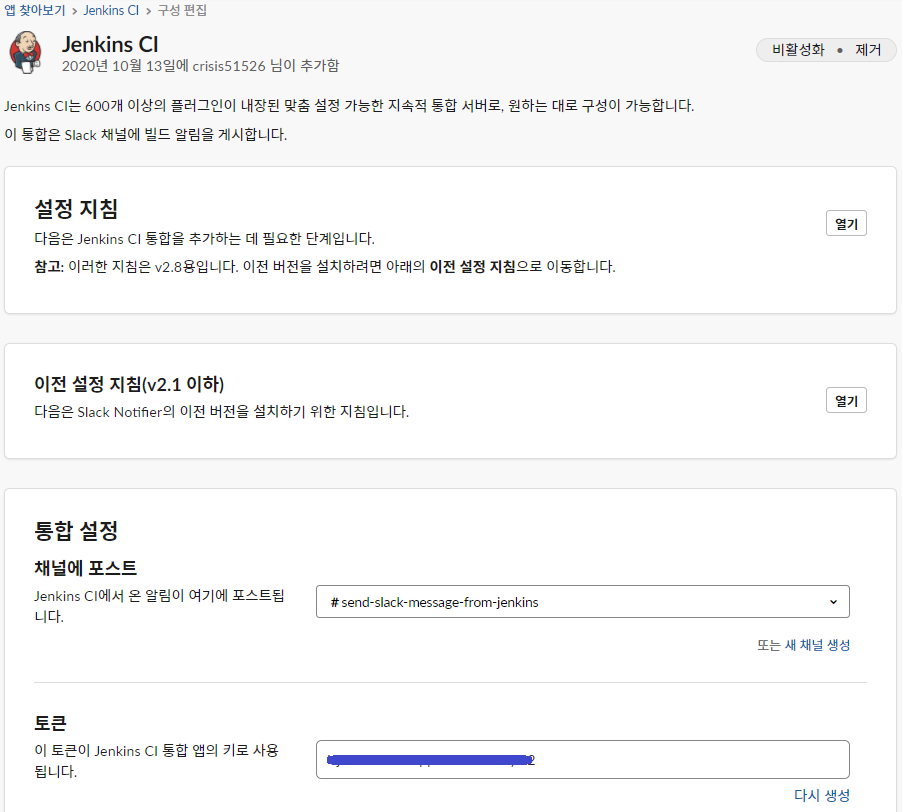 앱 찾아보기 > Jenkins CI > 구성 편집
Jenkins CI
2020년 10월 13일에 crisis51526 님이 추가함
비활성화 • 제거
Jenkins CI는 600개 이상의 플러그인이 내장된 맞춤 설정 가능한 지속적 통합 서버로, 원하는 대로 구성이 가능합니다.
이 통합은 Slack 채널에 빌드 알림을 게시합니다.
설정 지침
다음은 Jenkins CI 통합을 추가하는 데 필요한 단계입니다.
참고: 이러한 지침은 v2.8용입니다. 이전 버전을 설치하려면 아래의 이전 설정 지침으로 이동합니다.
열기
이전 설정 지침(v2.1 이하)
다음은 Slack Notifier의 이전 버전을 설치하기 위한 지침입니다.
열기
통합 설정
채널에 포스트
Jenkins CI에서 온 알림이 여기에 포스트됩
니다.
# send-slack-message-from-jenkins
또는 새 채널 생성
토큰
이 토큰이 Jenkins CI 통합 앱의 키로 사용
됩니다.
다시 생성